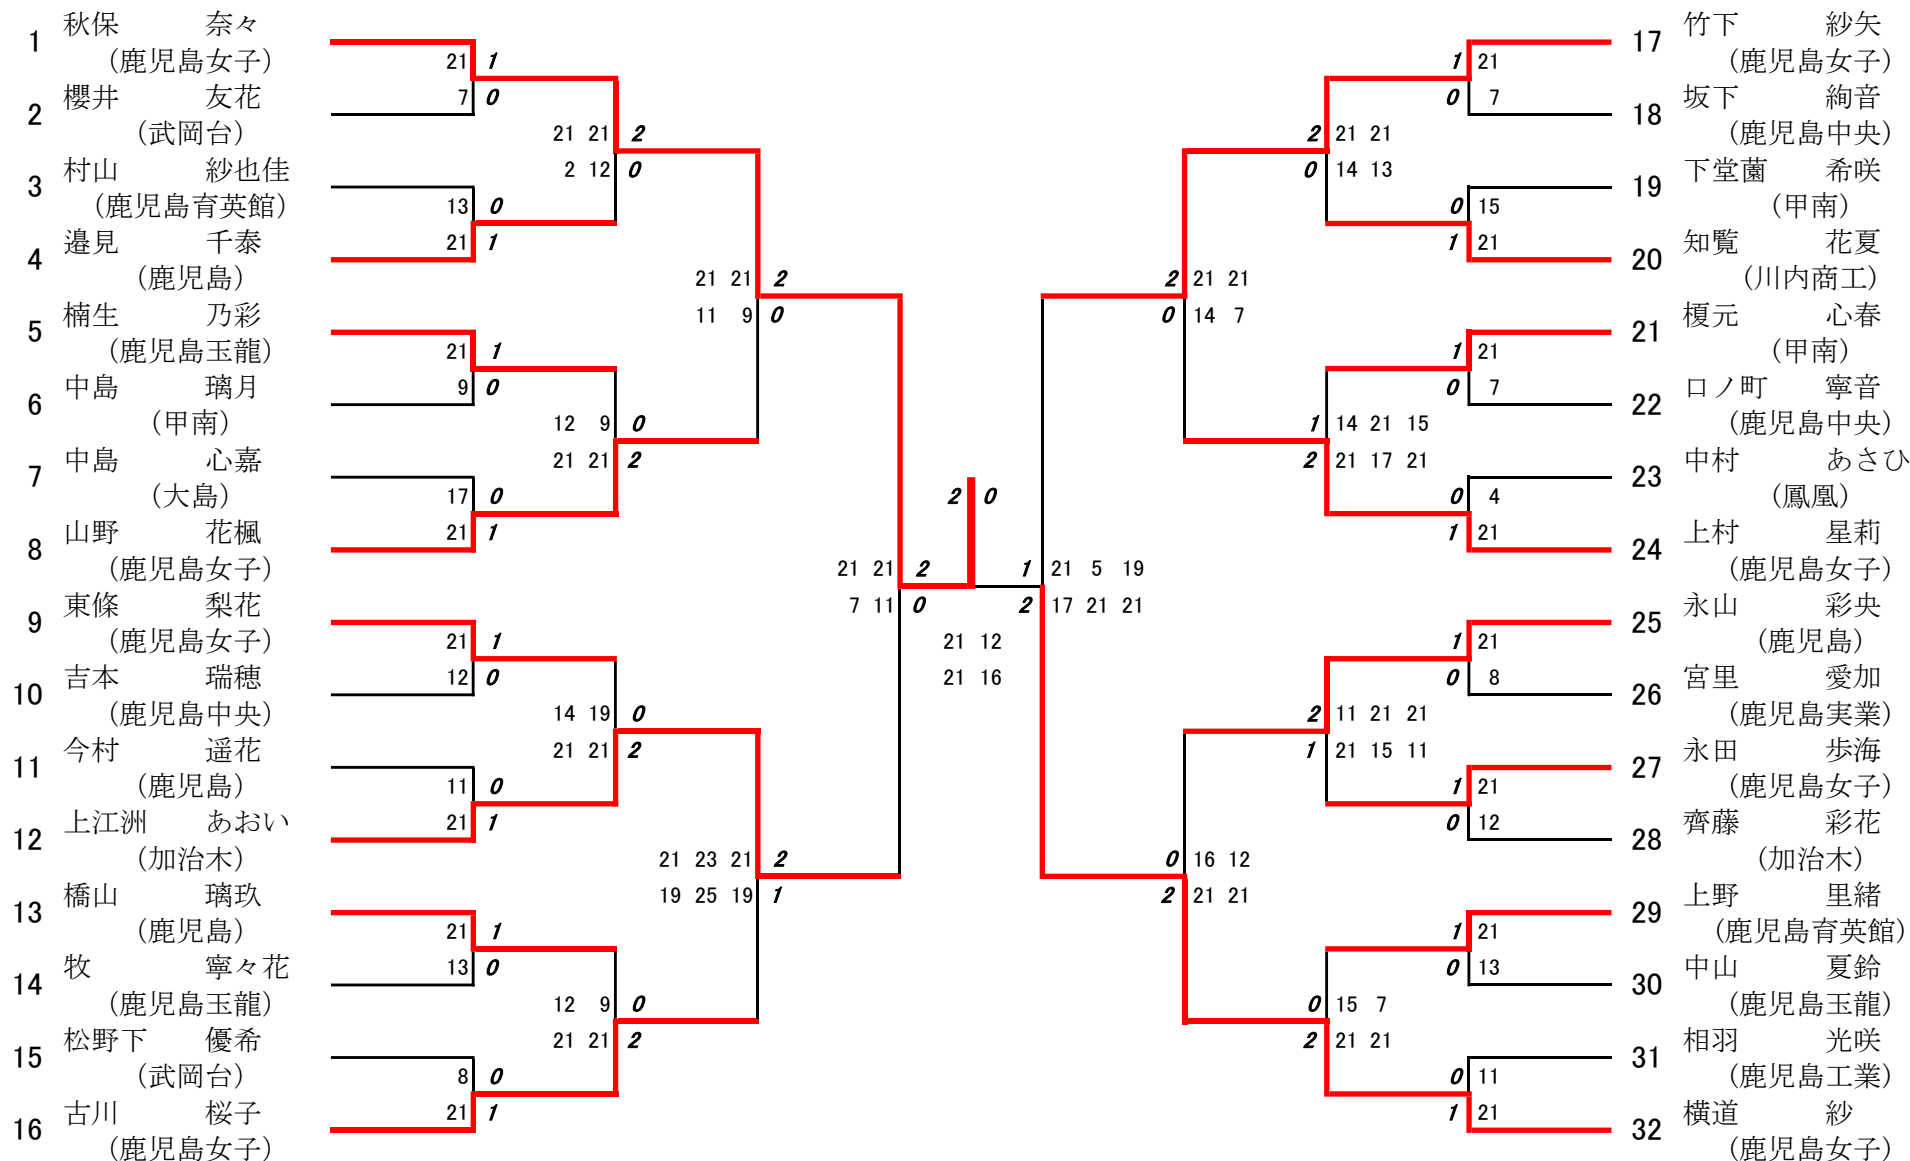 1 秋保 奈々
(鹿児島女子)
2 櫻井 友花
(武岡台)
3 村山 紗也佳
(鹿児島育英館)
4 邉見 千泰
(鹿児島)
5 楠生 乃彩
(鹿児島玉龍)
6 中島 璃月
(甲南)
7 中島 心嘉
(大島)
8 山野 花楓
(鹿児島女子)
9 東條 梨花
(鹿児島女子)
10 吉本 瑞穂
(鹿児島中央)
11 今村 遥花
(鹿児島)
12 上江洲 あおい
(加治木)
13 橋山 璃玖
(鹿児島)
14 牧 寧々花
(鹿児島玉龍)
15 松野下 優希
(武岡台)
16 古川 桜子
(鹿児島女子)
21 1
7 0
13 0
21 1
21 1
9 0
17 0
21 1
21 1
12 0
11 0
21 1
21 1
13 0
8 0
21 1
21 21 2
2 12 0
12 9 0
21 21 2
14 19 0
21 21 2
12 9 0
21 21 2
21 21 2
11 9 0
21 23 21 2
19 25 19 1
21 21 2
7 11 0
2 0
21 12
21 16
1 21 5 19
2 17 21 21
2 21 21
0 14 7
0 16 12
2 21 21
2 21 21
0 14 13
1 14 21 15
2 21 17 21
2 11 21 21
1 21 15 11
0 15 7
2 21 21
1 21
0 7
0 15
1 21
1 21
0 7
0 4
1 21
1 21
0 8
1 21
0 12
1 21
0 13
0 11
1 21
17 竹下 紗矢
(鹿児島女子)
18 坂下 絢音
(鹿児島中央)
19 下堂薗 希咲
(甲南)
20 知覧 花夏
(川内商工)
21 榎元 心春
(甲南)
22 口ノ町 寧音
(鹿児島中央)
23 中村 あさひ
(鳳凰)
24 上村 星莉
(鹿児島女子)
25 永山 彩央
(鹿児島)
26 宮里 愛加
(鹿児島実業)
27 永田 歩海
(鹿児島女子)
28 齊藤 彩花
(加治木)
29 上野 里緒
(鹿児島育英館)
30 中山 夏鈴
(鹿児島玉龍)
31 相羽 光咲
(鹿児島工業)
32 横道 紗
(鹿児島女子)